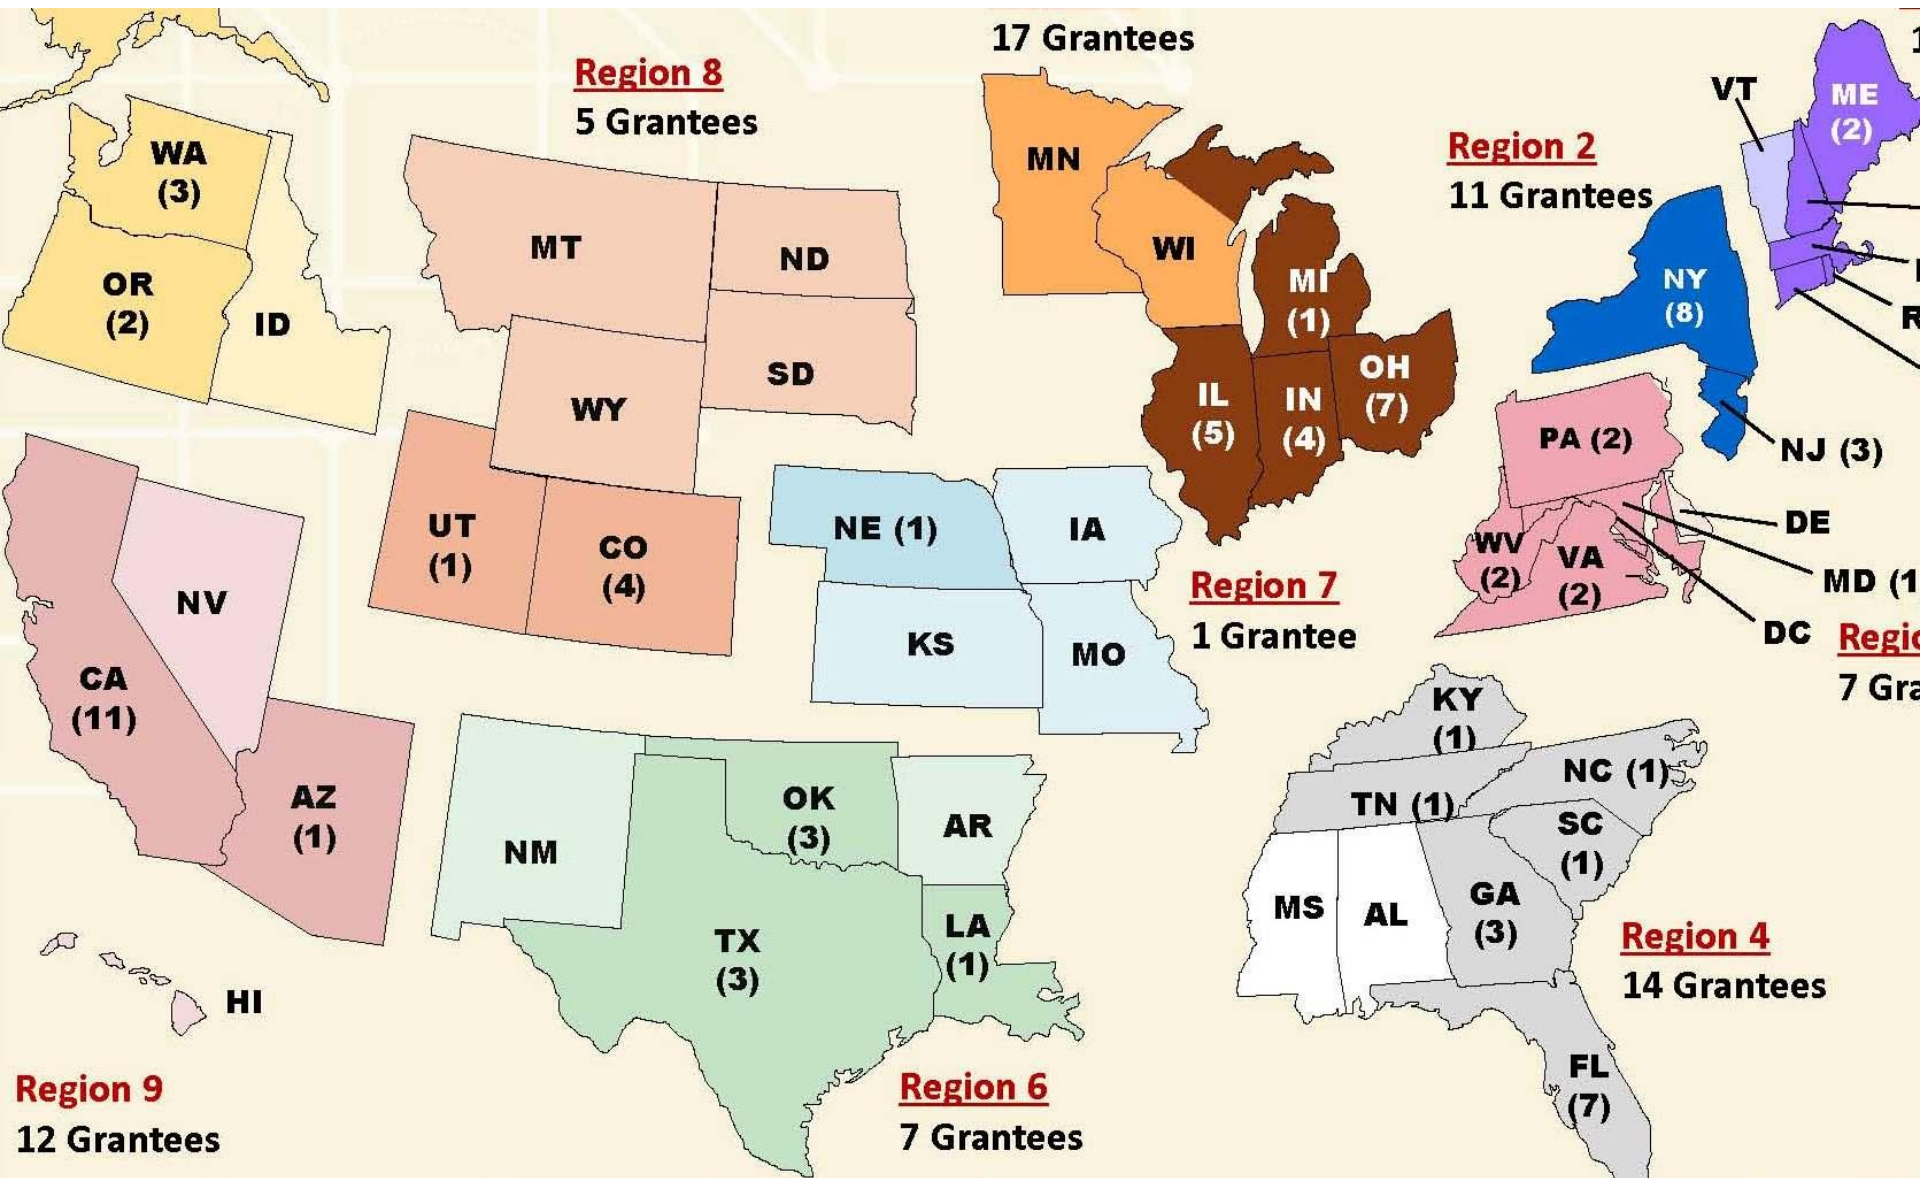 17 Grantees
Region 8
5 Grantees
VT
ME
(2)
WA
(3)
MN
Region 2
11 Grantees
MT
ND
WI
OR
(2)
ID
MI
(1)
NY
(8)
SD
WY
IL
(5)
IN
(4)
OH
(7)
PA (2)
NJ (3)
UT
(1)
CO
(4)
NE (1)
IA
DE
WV
(2)
VA
(2)
MD (1
DC
NV
Region 7
1 Grantee
KS
MO
7
CA
(11)
KY
(1)
NC (1)
TN (1)
SC
(1)
AZ
(1)
OK
(3)
AR
NM
MS
AL
GA
(3)
TX
(3)
LA
(1)
Region 4
14 Grantees
HI
FL
(7)
Region 9
12 Grantees
Region 6
7 Grantees